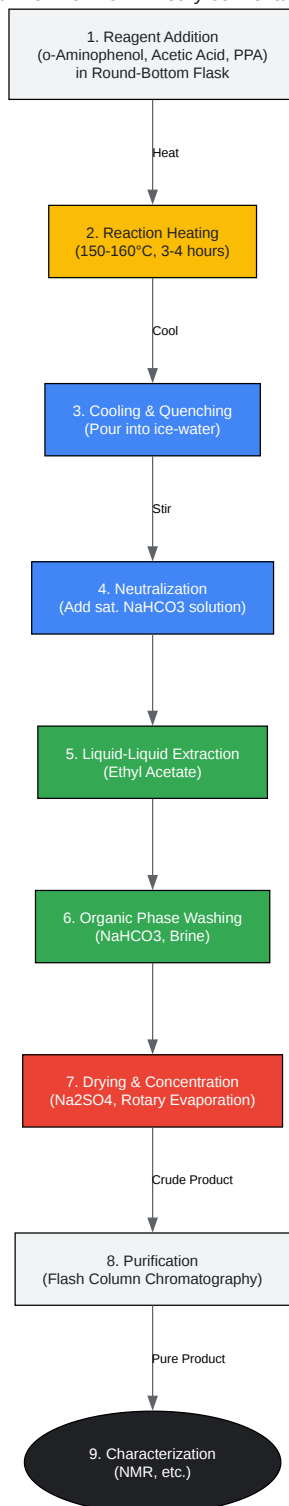 1. Reagent Addition
(o-Aminophenol, Acetic Acid, PPA)
in Round-Bottom Flask
Heat
2. Reaction Heating
(150-160°C, 3-4 hours)
Cool
3. Cooling & Quenching
(Pour into ice-water)
Stir
4. Neutralization
(Add sat. NaHCO3 solution)
5. Liquid-Liquid Extraction
(Ethyl Acetate)
6. Organic Phase Washing
(NaHCO3, Brine)
7. Drying & Concentration
(Na2SO4, Rotary Evaporation)
Crude Product
8. Purification
(Flash Column Chromatography)
Pure Product
9. Characterization
(NMR, etc.)